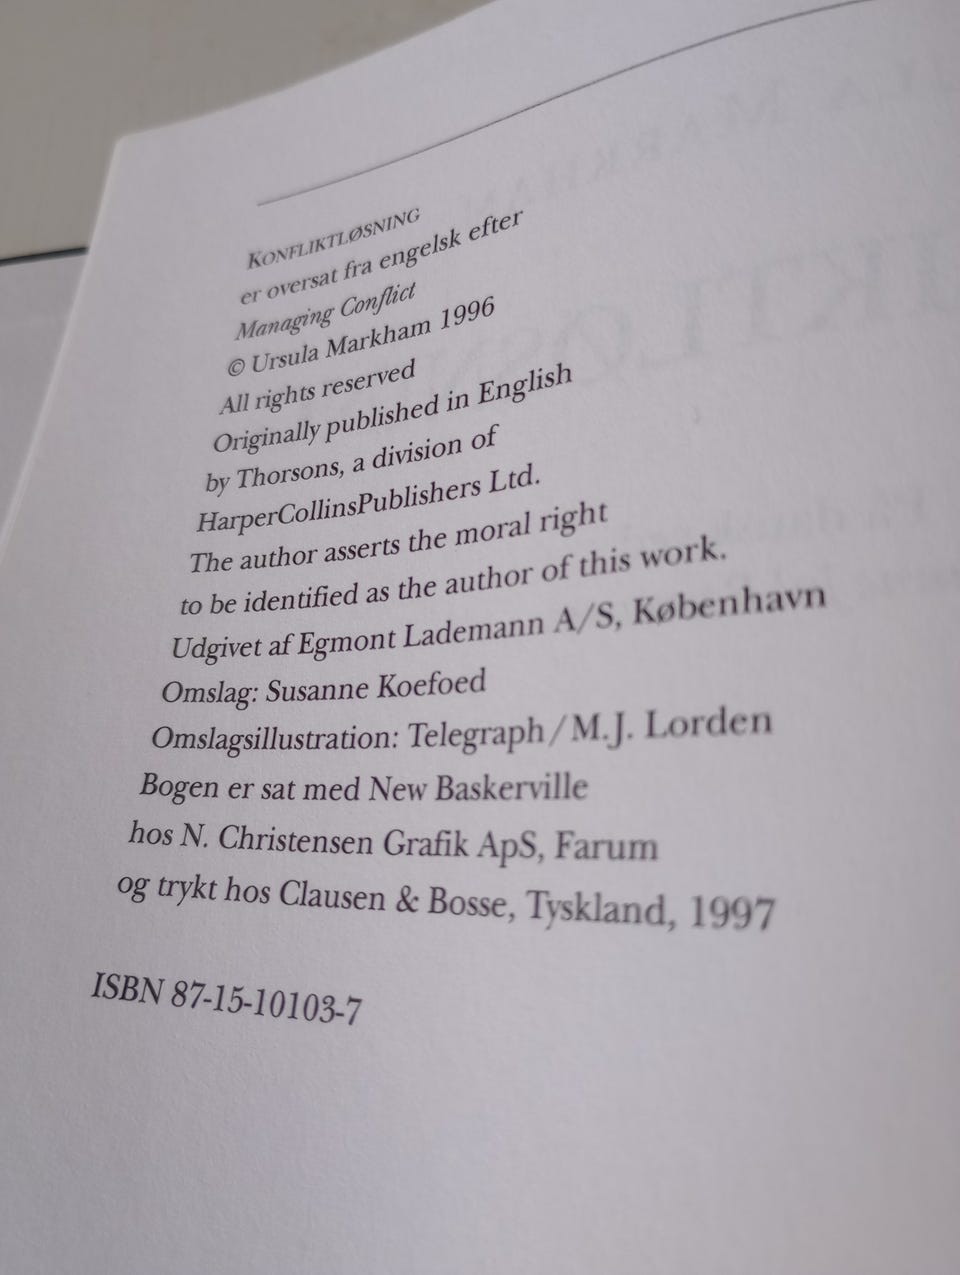 KONFLIKTLØSNING
er oversat fra engelsk efter
Managing Conflict
© Ursula Markham 1996
All rights reserved
Originally published in English
by Thorsons, a division of
HarperCollinsPublishers Ltd.
The author asserts the moral right
to be identified as the author of this work.
Udgivet af Egmont Lademann A/S, København
Omslag: Susanne Koefoed
Omslagsillustration: Telegraph/M.J. Lorden
Bogen er sat med New Baskerville
hos N. Christensen Grafik ApS, Farum
og trykt hos Clausen & Bosse, Tyskland, 1997
ISBN 87-15-10103-7